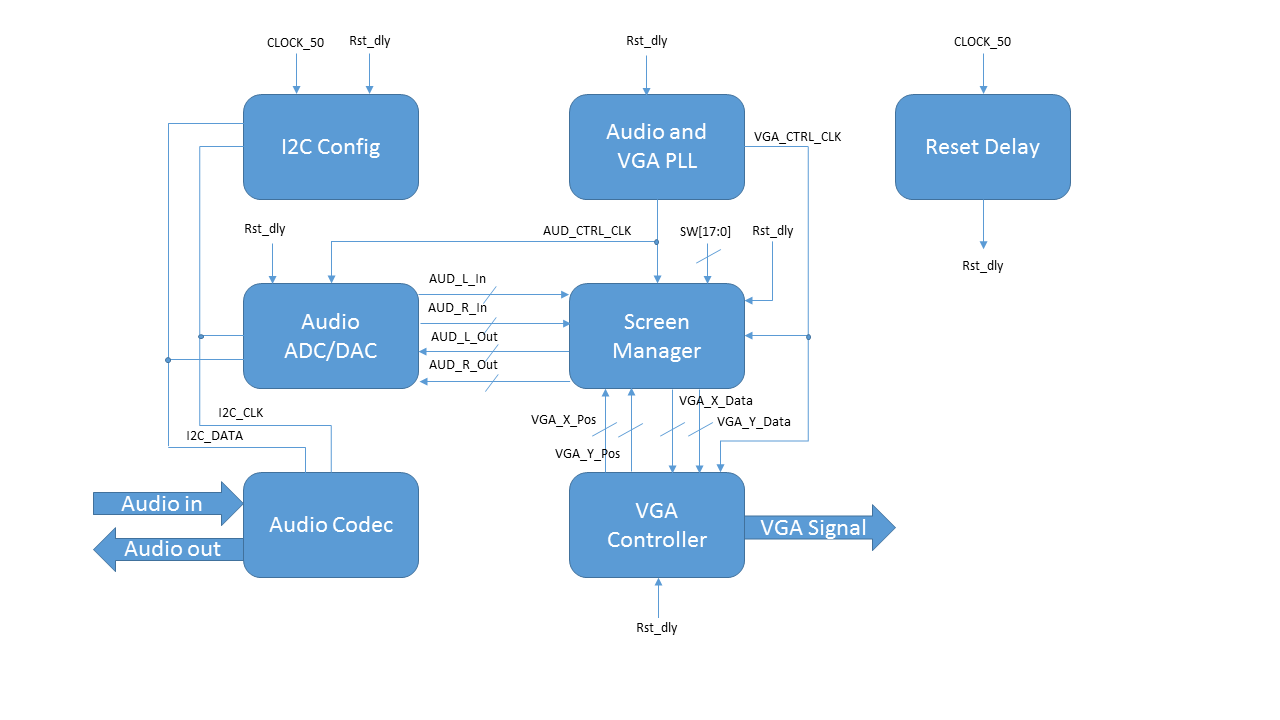 CLOCK_50
Rst_dly
Rst_dly
CLOCK_50
I2C Config
Audio and
VGA PLL
VGA_CTRL_CLK
Reset Delay
Rst_dly
AUD_CTRL_CLK
SW[17:0]
Rst_dly
Rst_dly
AUD_L_In
AUD_R_In
AUD_L_Out
AUD_R_Out
Audio
ADC/DAC
Screen
Manager
I2C_CLK
I2C_DATA
VGA_X_Pos
VGA_Y_Pos
VGA_X_Data
VGA_Y_Data
Audio in
Audio out
Audio Codec
VGA
Controller
VGA Signal
Rst_dly